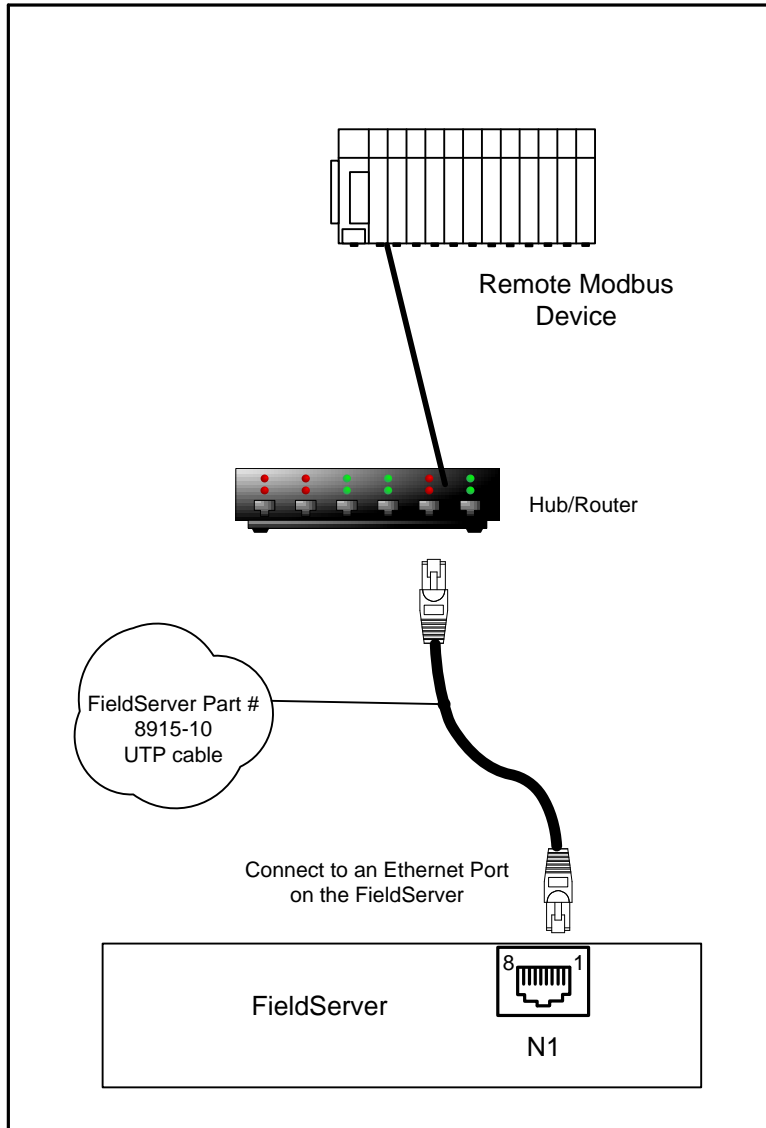 Remote Modbus
Device
Hub/Router
FieldServer Part #
8915-10
UTP cable
Connect to an Ethernet Port
on the FieldServer
8 1
FieldServer
N1